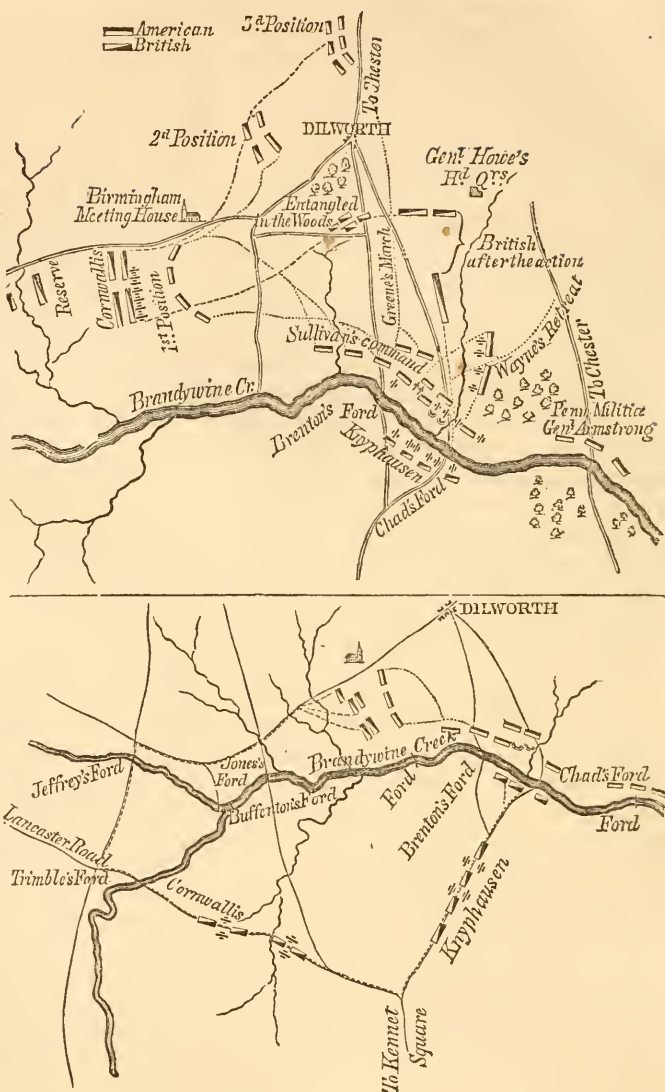 American
British
3d Position
To Chester
2d Position
DILWORTH
Genl. Howe's
Hd. Qrs.
Birmingham
Meeting House
Entangled
in the Woods
British
after the action
Reserve
Cornwallis
1st Position
Greene's March
Sullivan's command
Wayne's Retreat
To Chester
Brandywine Cr.
Brenton's Ford
Knyphausen
Penn. Militia
Genl. Armstrong
Chad's Ford
DILWORTH
Jeffrey's Ford
Jones's
Ford
Brandywine Creek
Buffenton's Ford
Ford
Brenton's Ford
Chad's Ford
Ford
Lancaster Road
Trimble's Ford
Cornwallis
Knyphausen
To Kennet
Square